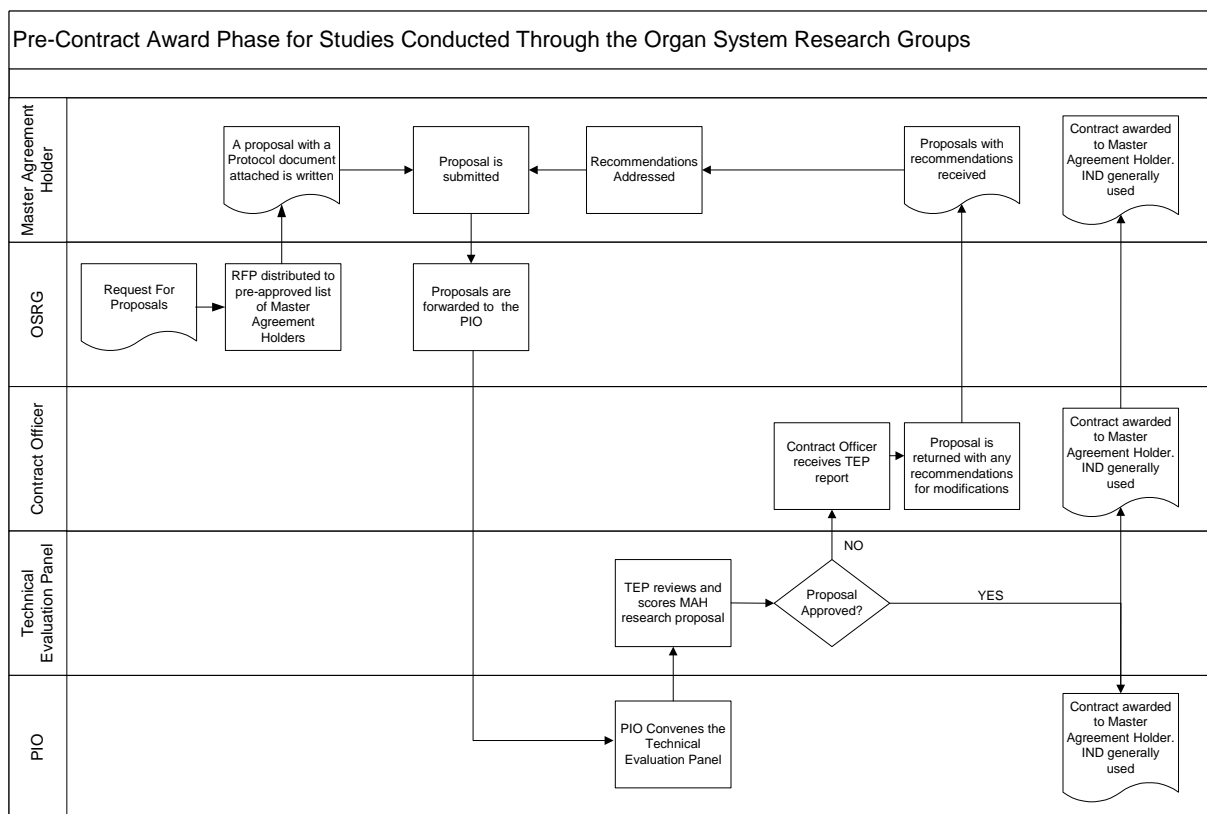 Pre-Contract Award Phase for Studies Conducted Through the Organ System Research Groups
Master Agreement
Holder
A proposal with a
Protocol document
attached is written
Proposal is
submitted
Recommendations
Addressed
Proposals with
recommendations
received
Contract awarded
to Master
Agreement Holder.
IND generally
used
OSRG
Request For
Proposals
RFP distributed to
pre-approved list
of Master
Agreement
Holders
Proposals are
forwarded to the
PIO
Contract Officer
Contract Officer
receives TEP
report
Proposal is
returned with any
recommendations
for modifications
Contract awarded
to Master
Agreement Holder.
IND generally
used
Technical
Evaluation Panel
TEP reviews and
scores MAH
research proposal
Proposal
Approved?
NO
YES
PIO
PIO Convenes the
Technical
Evaluation Panel
Contract awarded
to Master
Agreement Holder.
IND generally
used